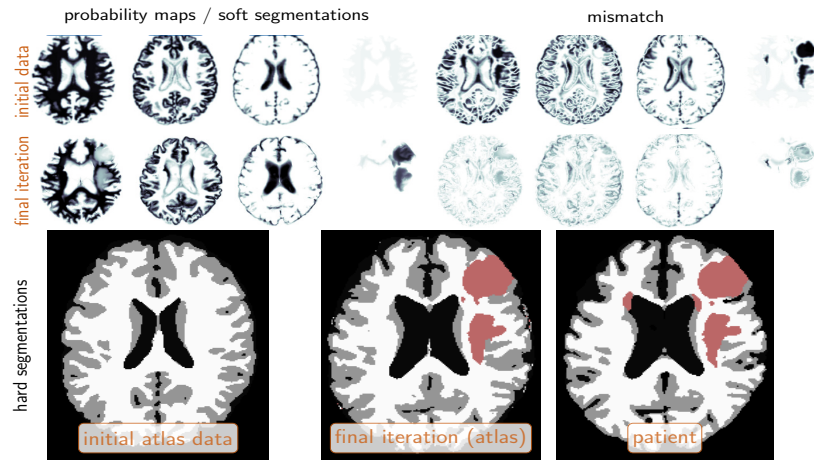 probability maps / soft segmentations
mismatch
initial data
final iteration
hard segmentations
initial atlas data
final iteration (atlas)
patient